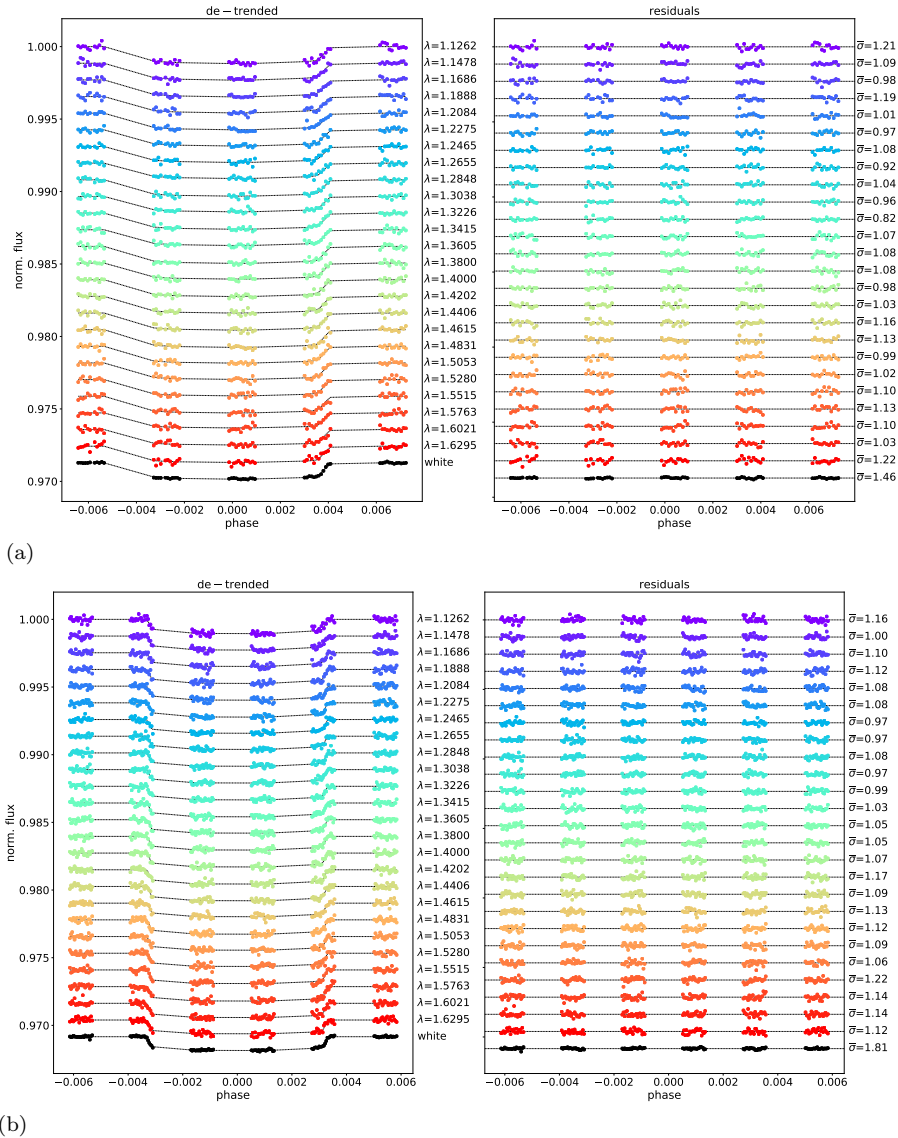 de − trended
residuals
norm. flux
1.000
0.995
0.990
0.985
0.980
0.975
0.970
λ=1.1262
λ=1.1478
λ=1.1686
λ=1.1888
λ=1.2084
λ=1.2275
λ=1.2465
λ=1.2655
λ=1.2848
λ=1.3038
λ=1.3226
λ=1.3415
λ=1.3605
λ=1.3800
λ=1.4000
λ=1.4202
λ=1.4406
λ=1.4615
λ=1.4831
λ=1.5053
λ=1.5280
λ=1.5515
λ=1.5763
λ=1.6021
λ=1.6295
white
σ̅=1.21
σ̅=1.09
σ̅=0.98
σ̅=1.19
σ̅=1.01
σ̅=0.97
σ̅=1.08
σ̅=0.92
σ̅=1.04
σ̅=0.96
σ̅=0.82
σ̅=1.07
σ̅=1.08
σ̅=1.08
σ̅=0.98
σ̅=1.03
σ̅=1.16
σ̅=1.13
σ̅=0.99
σ̅=1.02
σ̅=1.10
σ̅=1.13
σ̅=1.10
σ̅=1.03
σ̅=1.22
σ̅=1.46
−0.006 −0.004 −0.002 0.000 0.002 0.004 0.006
phase
−0.006 −0.004 −0.002 0.000 0.002 0.004 0.006
phase
(a)
de − trended
residuals
norm. flux
1.000
0.995
0.990
0.985
0.980
0.975
0.970
λ=1.1262
λ=1.1478
λ=1.1686
λ=1.1888
λ=1.2084
λ=1.2275
λ=1.2465
λ=1.2655
λ=1.2848
λ=1.3038
λ=1.3226
λ=1.3415
λ=1.3605
λ=1.3800
λ=1.4000
λ=1.4202
λ=1.4406
λ=1.4615
λ=1.4831
λ=1.5053
λ=1.5280
λ=1.5515
λ=1.5763
λ=1.6021
λ=1.6295
white
σ̅=1.16
σ̅=1.00
σ̅=1.10
σ̅=1.12
σ̅=1.08
σ̅=1.08
σ̅=0.97
σ̅=0.97
σ̅=1.08
σ̅=0.97
σ̅=0.99
σ̅=1.03
σ̅=1.05
σ̅=1.05
σ̅=1.07
σ̅=1.17
σ̅=1.09
σ̅=1.13
σ̅=1.12
σ̅=1.09
σ̅=1.06
σ̅=1.22
σ̅=1.14
σ̅=1.14
σ̅=1.12
σ̅=1.81
−0.006 −0.004 −0.002 0.000 0.002 0.004 0.006
phase
−0.006 −0.004 −0.002 0.000 0.002 0.004 0.006
phase
(b)